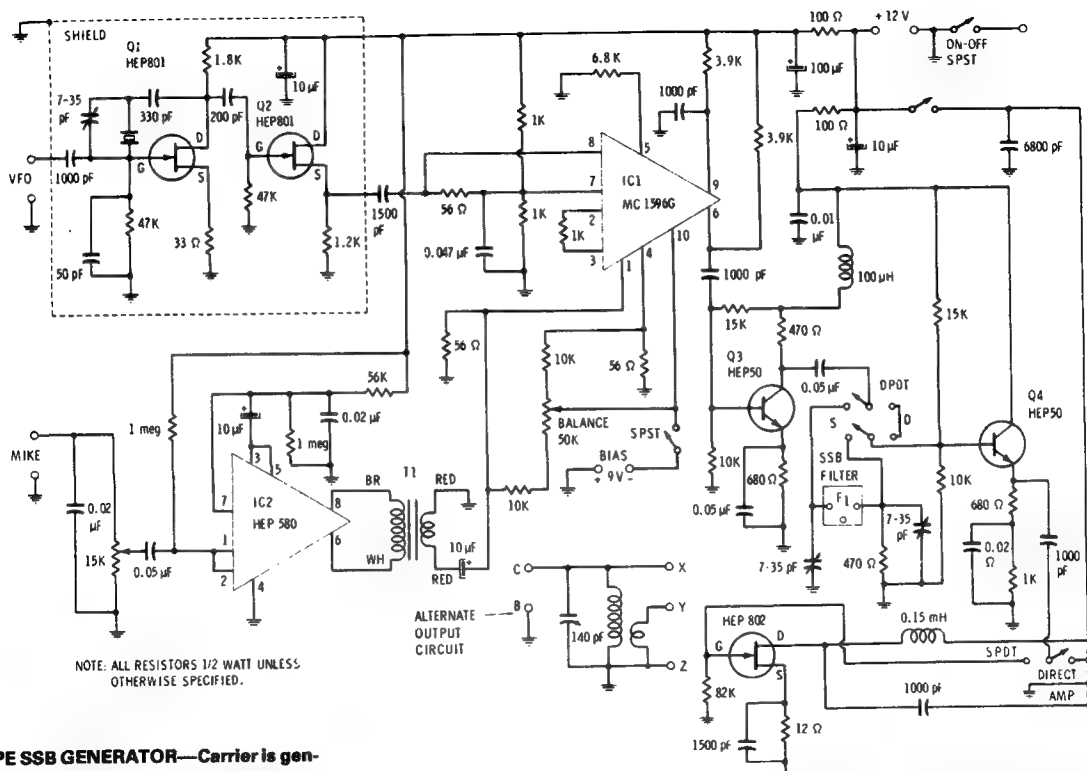 SHIELD
Q1
HEP801
1.8K
10 µF
7-35
pF
330 pF
200 pF
Q2
HEP801
D
G
S
D
G
S
VFO
1000 pF
47K
50 pF
33 Ω
47K
1.2K
1500
pF
56 Ω
0.047 µF
1K
1K
1K
6.8K
8
7
2
3
5
IC1
MC 1596G
9
6
10
4
1
1000 pF
3.9K
3.9K
100 Ω
+ 12 V
ON-OFF
SPST
100 µF
100 Ω
10 µF
6800 pF
0.01
µF
100 µH
1000 pF
15K
470 Ω
15K
Q3
HEP50
0.05 µF
DPDT
S
D
Q4
HEP50
SSB
FILTER
F1
10K
680 Ω
0.05 µF
7-35 pF
470 Ω
7-35
pF
10K
680 Ω
0.02
Ω
1K
1000
pF
56 Ω
10K
56 Ω
BALANCE
50K
SPST
BIAS
+ 9V -
10K
MIKE
0.02
µF
15K
0.05 µF
1 meg
56K
10 µF
1 meg
0.02 µF
3
5
7
1
2
4
IC2
HEP 580
8
6
BR
WH
T1
RED
RED
10 µF
ALTERNATE
OUTPUT
CIRCUIT
C
B
140 pF
X
Y
Z
HEP 802
G
D
S
82K
1500 pF
12 Ω
0.15 mH
1000 pF
SPDT
DIRECT
AMP
NOTE: ALL RESISTORS 1/2 WATT UNLESS
OTHERWISE SPECIFIED.
PE SSB GENERATOR—Carrier is gen-